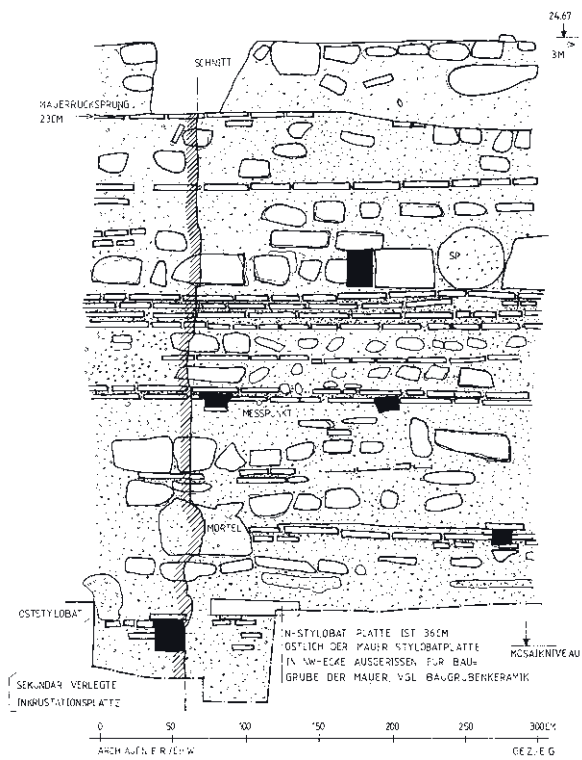 24.67
3M
SCHNITT
MAUERRÜCKSPRUNG
23CM
SP
MESSPUNKT
MÖRTEL
OSTSTYLOBAT
N-STYLOBAT PLATTE IST 36CM
ÖSTLICH DER MAUER STYLOBATPLATTE
IN NW-ECKE AUSGERISSEN FÜR BAU=
GRUBE DER MAUER, VGL BAUGRUBENKERAMIK
MOSAIKNIVEAU
SEKUNDÄR VERLEGTE
INKRUSTATIONSPLATTE
0 50 100 150 200 250 300CM
GEZ.:E.G